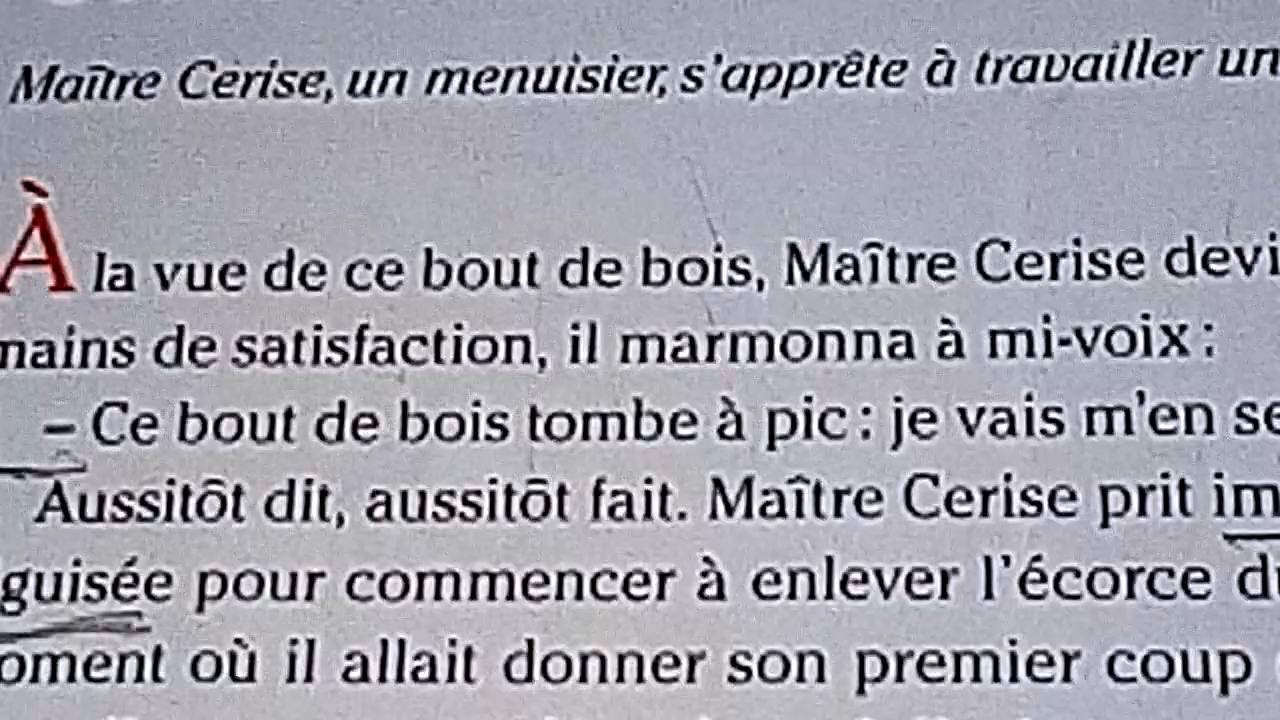 Maître Cerise, un menuisier, s'apprête à travailler un
À la vue de ce bout de bois, Maître Cerise devi
mains de satisfaction, il marmonna à mi-voix :
– Ce bout de bois tombe à pic : je vais m'en se
Aussitôt dit, aussitôt fait. Maître Cerise prit im
guisée pour commencer à enlever l'écorce du
oment où il allait donner son premier coup